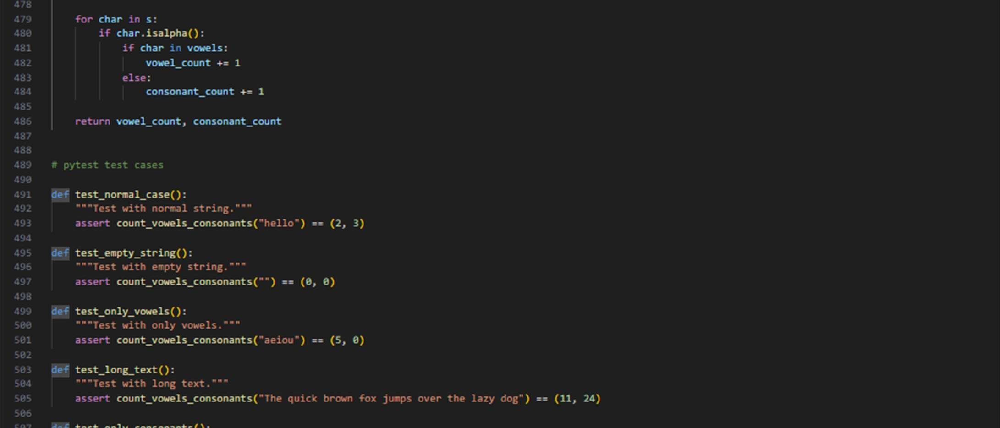 478
479 for char in s:
480 if char.isalpha():
481 if char in vowels:
482 vowel_count += 1
483 else:
484 consonant_count += 1
485
486 return vowel_count, consonant_count
487
488
489 # pytest test cases
490
491 def test_normal_case():
492 """Test with normal string."""
493 assert count_vowels_consonants("hello") == (2, 3)
494
495 def test_empty_string():
496 """Test with empty string."""
497 assert count_vowels_consonants("") == (0, 0)
498
499 def test_only_vowels():
500 """Test with only vowels."""
501 assert count_vowels_consonants("aeiou") == (5, 0)
502
503 def test_long_text():
504 """Test with long text."""
505 assert count_vowels_consonants("The quick brown fox jumps over the lazy dog") == (11, 24)
506
507 def test_only_consonants():